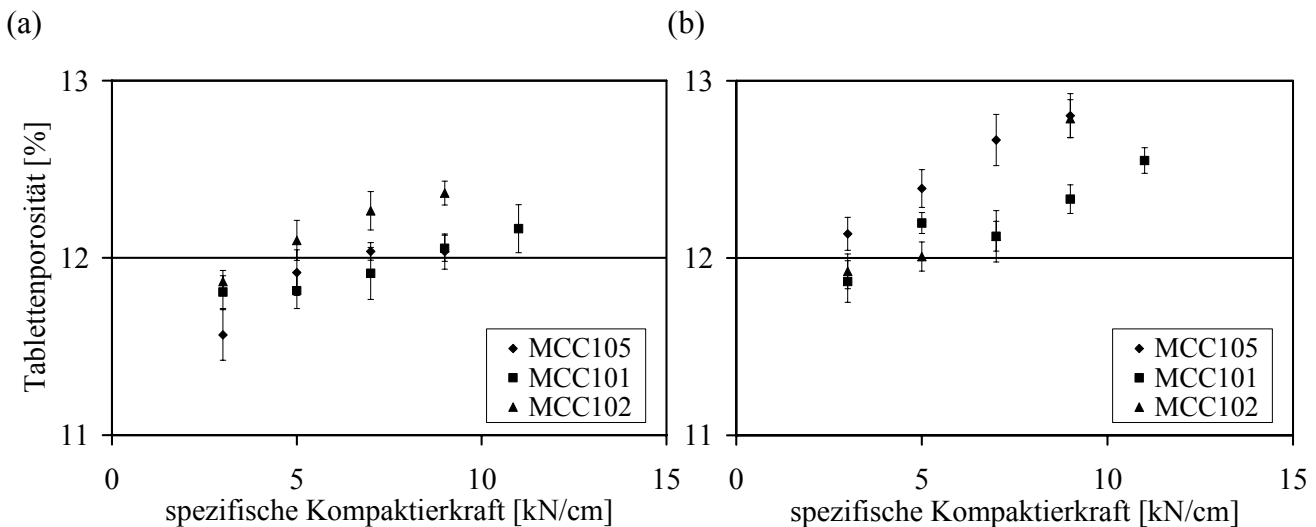 (a)
(b)
Tablettenporosität [%]
13
12
11
0
5
10
15
spezifische Kompaktierkraft [kN/cm]
MCC105
MCC101
MCC102
13
12
11
0
5
10
15
spezifische Kompaktierkraft [kN/cm]
MCC105
MCC101
MCC102